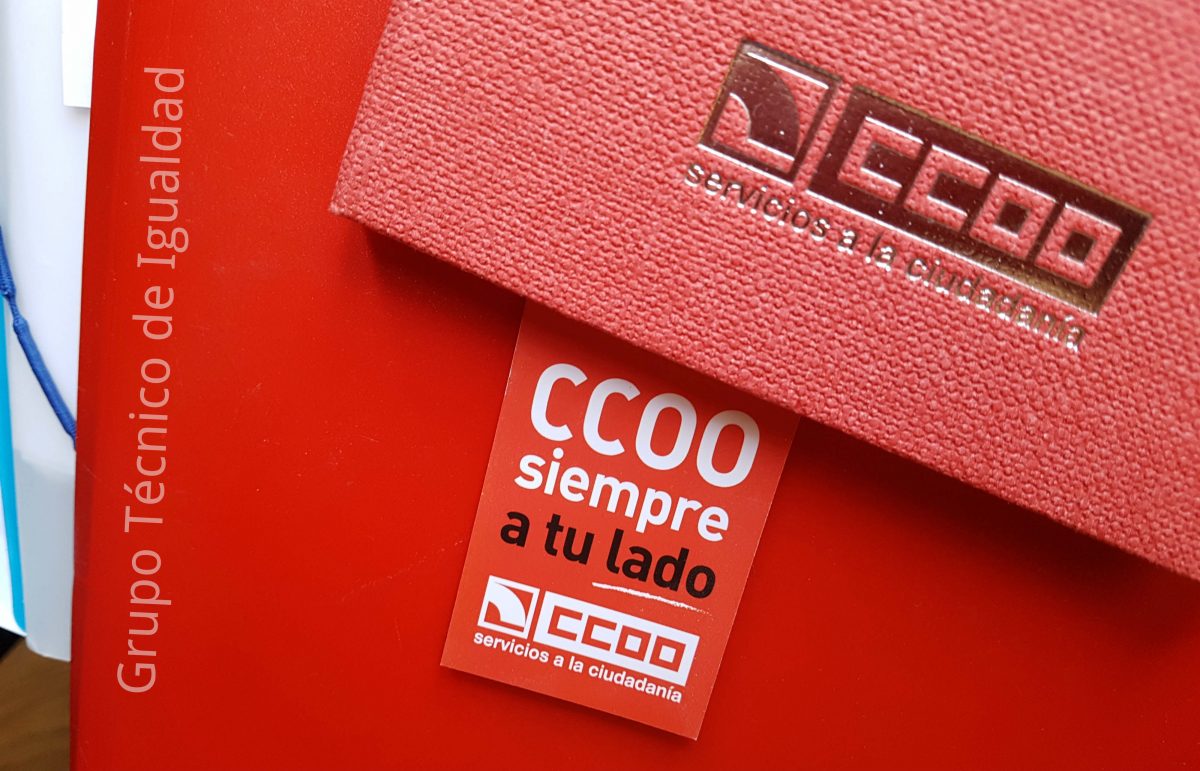 Grupo Técnico de Igualdad
CCOO
servicios a la ciudadanía
CCOO
siempre
a tu lado
CCOO
servicios a la ciudadanía